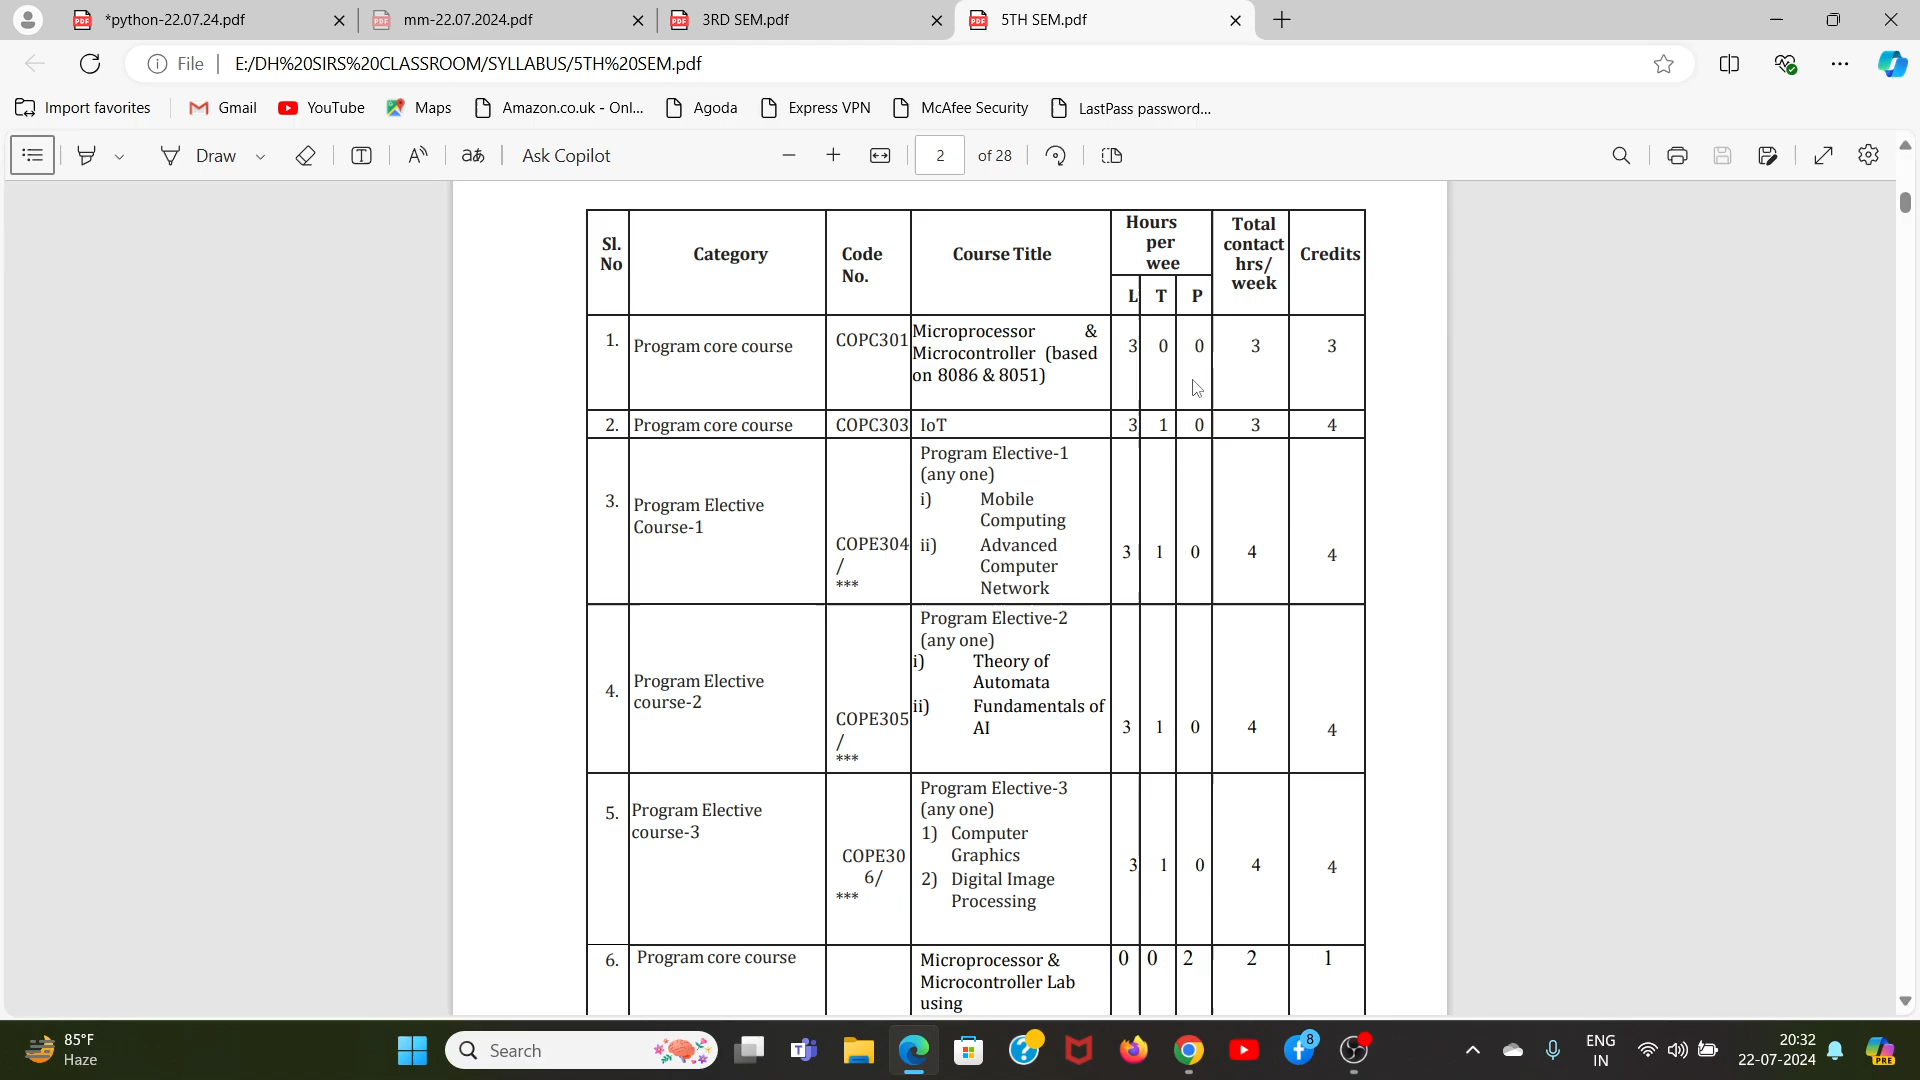 *python-22.07.24.pdf
mm-22.07.2024.pdf
3RD SEM.pdf
5TH SEM.pdf
File
E:/DH%20SIRS%20CLASSROOM/SYLLABUS/5TH%20SEM.pdf
Import favorites
Gmail
YouTube
Maps
Amazon.co.uk - Onl...
Agoda
Express VPN
McAfee Security
LastPass password...
Draw
Ask Copilot
2
of 28
Sl.
No
Category
Code
No.
Course Title
Hours
per
wee
L T P
Total
contact
hrs/
week
Credits
1.
Program core course
COPC301
Microprocessor &
Microcontroller (based
on 8086 & 8051)
3 0 0 3 3
2. Program core course COPC303 IoT 3 1 0 3 4
3.
Program Elective
Course-1
COPE304
/
***
Program Elective-1
(any one)
i) Mobile
Computing
ii) Advanced
Computer
Network
3 1 0 4 4
4.
Program Elective
course-2
COPE305
/
***
Program Elective-2
(any one)
i) Theory of
Automata
ii) Fundamentals of
AI
3 1 0 4 4
5.
Program Elective
course-3
COPE30
6/
***
Program Elective-3
(any one)
1) Computer
Graphics
2) Digital Image
Processing
3 1 0 4 4
6.
Program core course
Microprocessor &
Microcontroller Lab
using
0 0 2 2 1
85°F
Haze
Search
8
ENG
IN
20:32
22-07-2024
PRE